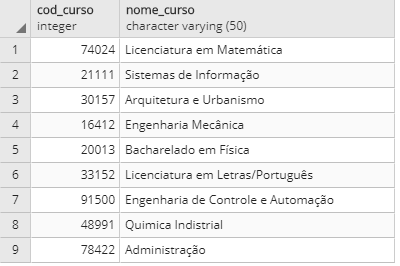 cod_curso nome_curso
integer character varying (50)
1 74024 Licenciatura em Matemática
2 21111 Sistemas de Informação
3 30157 Arquitetura e Urbanismo
4 16412 Engenharia Mecânica
5 20013 Bacharelado em Física
6 33152 Licenciatura em Letras/Português
7 91500 Engenharia de Controle e Automação
8 48991 Quimica Indistrial
9 78422 Administração